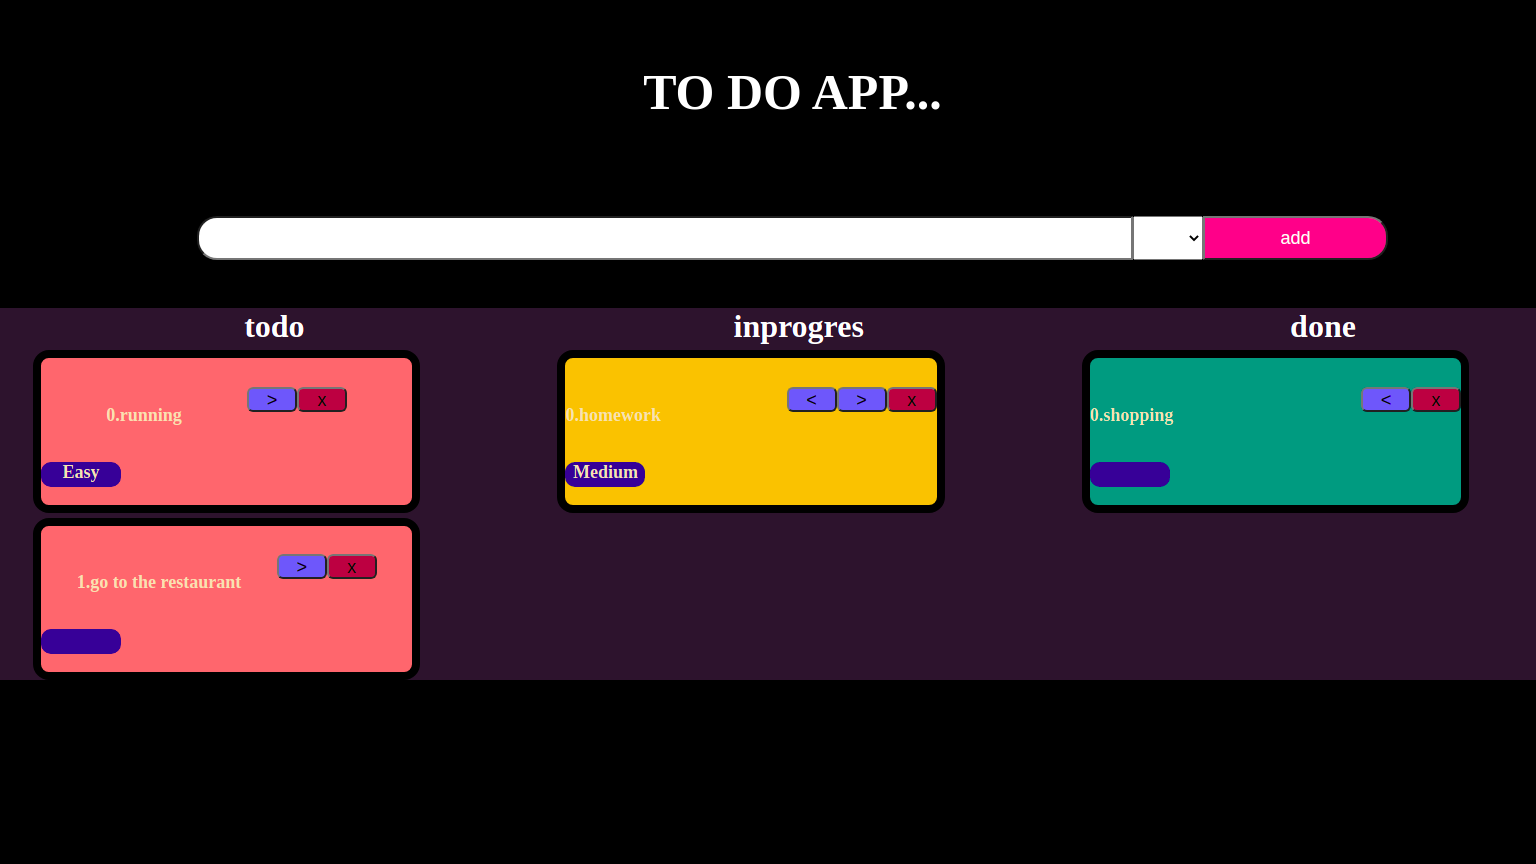 TO DO APP...
add
todo
0.running
> x
Easy
1.go to the restaurant
> x
inprogres
0.homework
< > x
Medium
done
0.shopping
< x